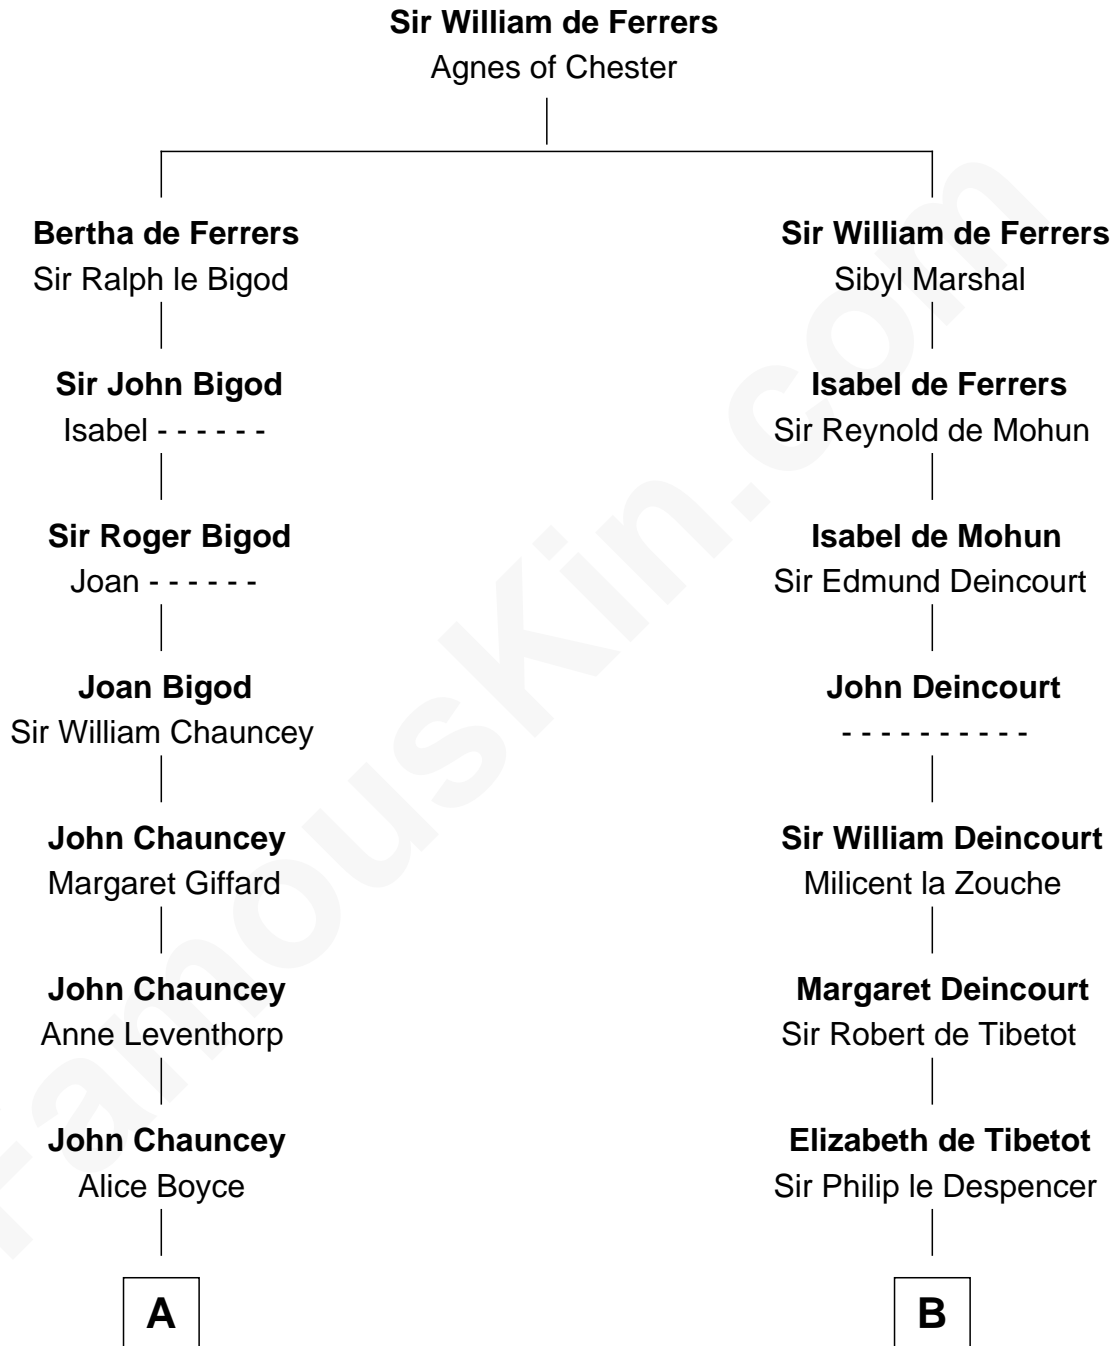 Sir William de Ferrers
Agnes of Chester
Bertha de Ferrers
Sir Ralph le Bigod
Sir William de Ferrers
Sibyl Marshal
Sir John Bigod
Isabel - - - - - -
Isabel de Ferrers
Sir Reynold de Mohun
Sir Roger Bigod
Joan - - - - - -
Isabel de Mohun
Sir Edmund Deincourt
Joan Bigod
Sir William Chauncey
John Deincourt
- - - - - - - - - -
John Chauncey
Margaret Giffard
Sir William Deincourt
Milicent la Zouche
John Chauncey
Anne Leventhorp
Margaret Deincourt
Sir Robert de Tibetot
John Chauncey
Alice Boyce
Elizabeth de Tibetot
Sir Philip le Despencer
A
B
FamousKin.com